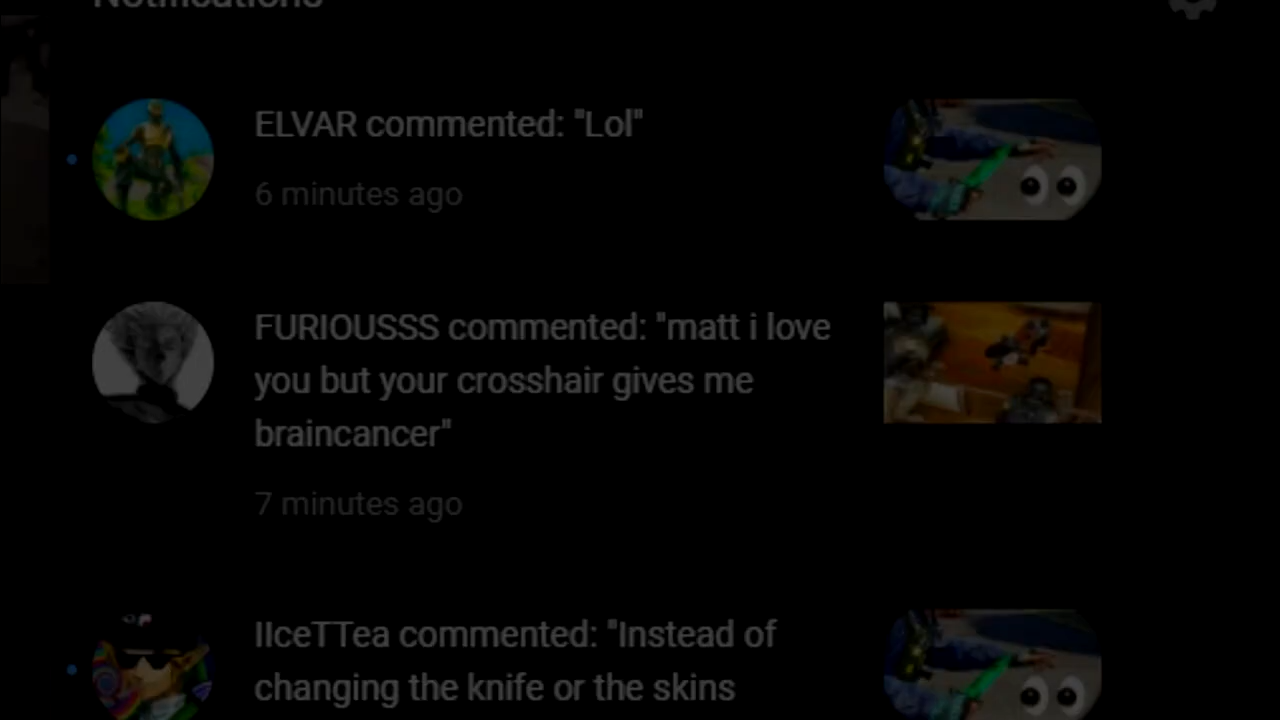 Notifications
ELVAR commented: "Lol"
6 minutes ago
FURIOUSSS commented: "matt i love
you but your crosshair gives me
braincancer"
7 minutes ago
IIceTTea commented: "Instead of
changing the knife or the skins